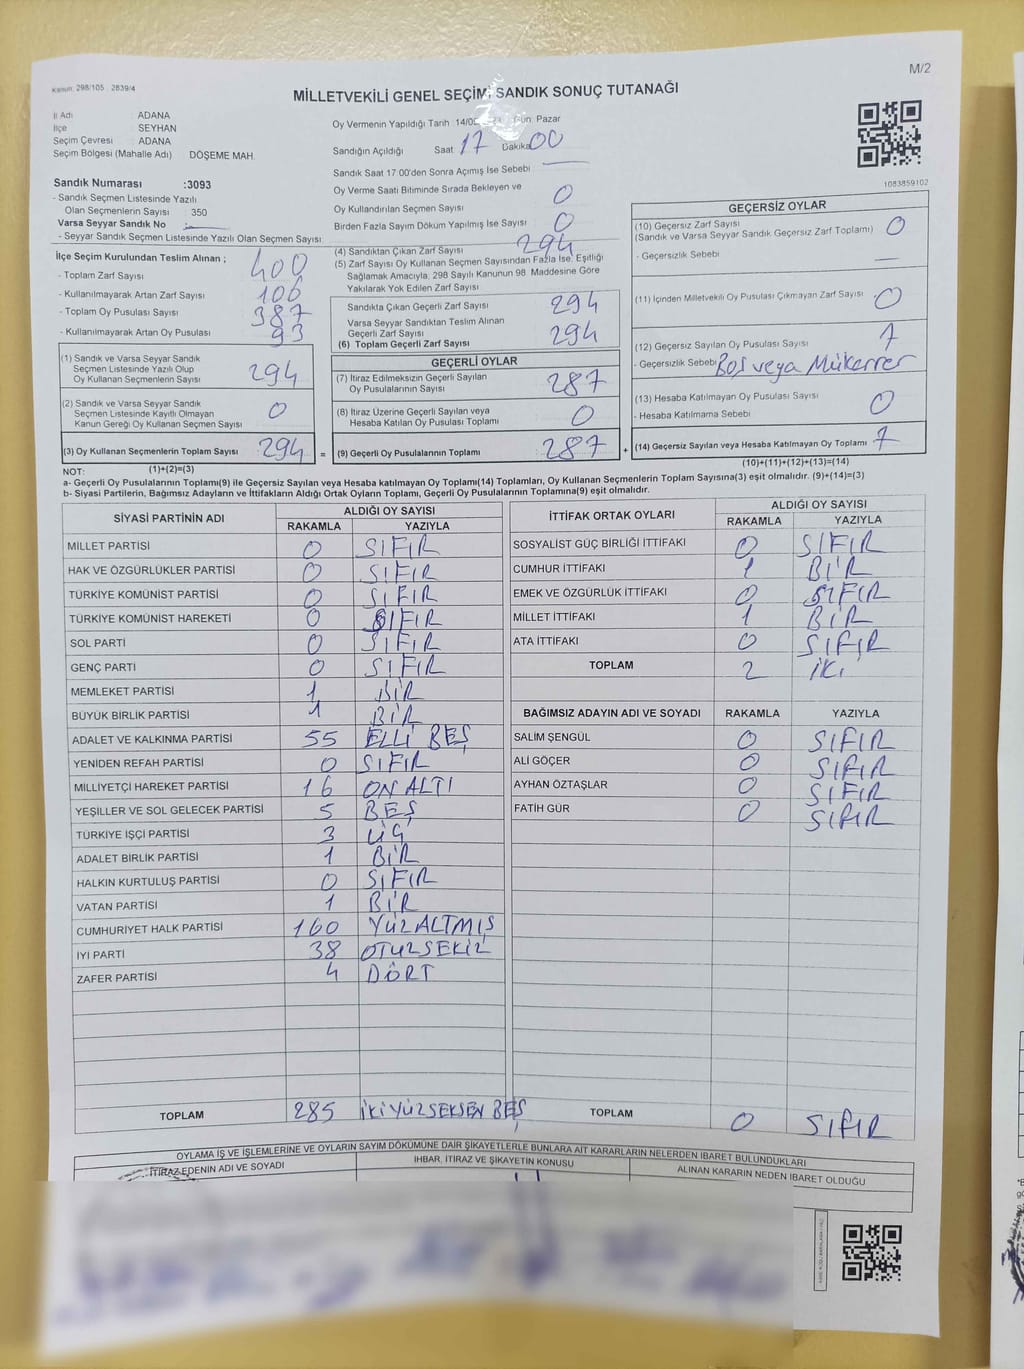 M/2
Kanun: 298/105 2839/4
MİLLETVEKİLİ GENEL SEÇİMİ SANDIK SONUÇ TUTANAĞI
İl Adı : ADANA
İlçe : SEYHAN
Seçim Çevresi : ADANA
Seçim Bölgesi (Mahalle Adı) : DÖŞEME MAH.
Sandık Numarası :3093
- Sandık Seçmen Listesinde Yazılı
Olan Seçmenlerin Sayısı : 350
Varsa Seyyar Sandık No :
- Seyyar Sandık Seçmen Listesinde Yazılı Olan Seçmen Sayısı:
Oy Vermenin Yapıldığı Tarih 14/0 Gün: Pazar
Sandığın Açıldığı Saat 17 Dakika 00
Sandık Saat 17 00'den Sonra Açımış İse Sebebi :
Oy Verme Saati Bitiminde Sırada Bekleyen ve
Oy Kullandırılan Seçmen Sayısı : 0
Birden Fazla Sayım Döküm Yapılmış İse Sayısı : 0
1083859102
İlçe Seçim Kurulundan Teslim Alınan ;
- Toplam Zarf Sayısı : 400
- Kullanılmayarak Artan Zarf Sayısı : 106
- Toplam Oy Pusulası Sayısı : 387
- Kullanılmayarak Artan Oy Pusulası : 93
(1) Sandık ve Varsa Seyyar Sandık
Seçmen Listesinde Yazılı Olup
Oy Kullanan Seçmenlerin Sayısı : 294
(2) Sandık ve Varsa Seyyar Sandık
Seçmen Listesinde Kayıtlı Olmayan
Kanun Gereği Oy Kullanan Seçmen Sayısı : 0
(3) Oy Kullanan Seçmenlerin Toplam Sayısı : 294
(4) Sandıktan Çıkan Zarf Sayısı : 294
(5) Zarf Sayısı Oy Kullanan Seçmen Sayısından Fazla İse, Eşitliği
Sağlamak Amacıyla, 298 Sayılı Kanunun 98 Maddesine Göre
Yakılarak Yok Edilen Zarf Sayısı :
Sandıkta Çıkan Geçerli Zarf Sayısı : 294
Varsa Seyyar Sandıktan Teslim Alınan
Geçerli Zarf Sayısı
(6) Toplam Geçerli Zarf Sayısı : 294
GEÇERLİ OYLAR
(7) İtiraz Edilmeksizin Geçerli Sayılan
Oy Pusulalarının Sayısı : 287
(8) İtiraz Üzerine Geçerli Sayılan veya
Hesaba Katılan Oy Pusulası Toplamı : 0
= (9) Geçerli Oy Pusulalarının Toplamı : 287
GEÇERSİZ OYLAR
(10) Geçersiz Zarf Sayısı
(Sandık ve Varsa Seyyar Sandık Geçersiz Zarf Toplamı) : 0
- Geçersizlik Sebebi : —
(11) İçinden Milletvekili Oy Pusulası Çıkmayan Zarf Sayısı : 0
(12) Geçersiz Sayılan Oy Pusulası Sayısı : 7
- Geçersizlik Sebebi : Boş veya Mükerrer
(13) Hesaba Katılmayan Oy Pusulası Sayısı : 0
- Hesaba Katılmama Sebebi :
+ (14) Geçersiz Sayılan veya Hesaba Katılmayan Oy Toplamı : 7
NOT: (1)+(2)=(3) (10)+(11)+(12)+(13)=(14)
a- Geçerli Oy Pusulalarının Toplamı(9) ile Geçersiz Sayılan veya Hesaba Katılmayan Oy Toplamı(14) Toplamları, Oy Kullanan Seçmenlerin Toplam Sayısına(3) eşit olmalıdır. (9)+(14)=(3)
b- Siyasi Partilerin, Bağımsız Adayların ve İttifakların Aldığı Ortak Oyların Toplamı, Geçerli Oy Pusulalarının Toplamına(9) eşit olmalıdır.
SİYASİ PARTİNİN ADI ALDIĞI OY SAYISI
RAKAMLA YAZIYLA
MİLLET PARTİSİ 0 SIFIR
HAK VE ÖZGÜRLÜKLER PARTİSİ 0 SIFIR
TÜRKİYE KOMÜNİST PARTİSİ 0 SIFIR
TÜRKİYE KOMÜNİST HAREKETİ 0 SIFIR
SOL PARTİ 0 SIFIR
GENÇ PARTİ 0 SIFIR
MEMLEKET PARTİSİ 1 BİR
BÜYÜK BİRLİK PARTİSİ 1 BİR
ADALET VE KALKINMA PARTİSİ 55 ELLİ BEŞ
YENİDEN REFAH PARTİSİ 0 SIFIR
MİLLİYETÇİ HAREKET PARTİSİ 16 ON ALTI
YEŞİLLER VE SOL GELECEK PARTİSİ 5 BEŞ
TÜRKİYE İŞÇİ PARTİSİ 3 ÜÇ
ADALET BİRLİK PARTİSİ 1 BİR
HALKIN KURTULUŞ PARTİSİ 0 SIFIR
VATAN PARTİSİ 1 BİR
CUMHURİYET HALK PARTİSİ 160 YÜZALTMIŞ
İYİ PARTİ 38 OTUZSEKİZ
ZAFER PARTİSİ 4 DÖRT
TOPLAM 285 İKİYÜZSEKSEN BEŞ
İTTİFAK ORTAK OYLARI ALDIĞI OY SAYISI
RAKAMLA YAZIYLA
SOSYALİST GÜÇ BİRLİĞİ İTTİFAKI 0 SIFIR
CUMHUR İTTİFAKI 1 BİR
EMEK VE ÖZGÜRLÜK İTTİFAKI 0 SIFIR
MİLLET İTTİFAKI 1 BİR
ATA İTTİFAKI 0 SIFIR
TOPLAM 2 İKİ
BAĞIMSIZ ADAYIN ADI VE SOYADI RAKAMLA YAZIYLA
SALİM ŞENGÜL 0 SIFIR
ALİ GÖÇER 0 SIFIR
AYHAN ÖZTAŞLAR 0 SIFIR
FATİH GÜR 0 SIFIR
TOPLAM 0 SIFIR
OYLAMA İŞ VE İŞLEMLERİNE VE OYLARIN SAYIM DÖKÜMÜNE DAİR ŞİKAYETLERLE BUNLARA AİT KARARLARIN NELERDEN İBARET BULUNDUKLARI
İTİRAZ EDENİN ADI VE SOYADI İHBAR, İTİRAZ VE ŞİKAYETİN KONUSU ALINAN KARARIN NEDEN İBARET OLDUĞU